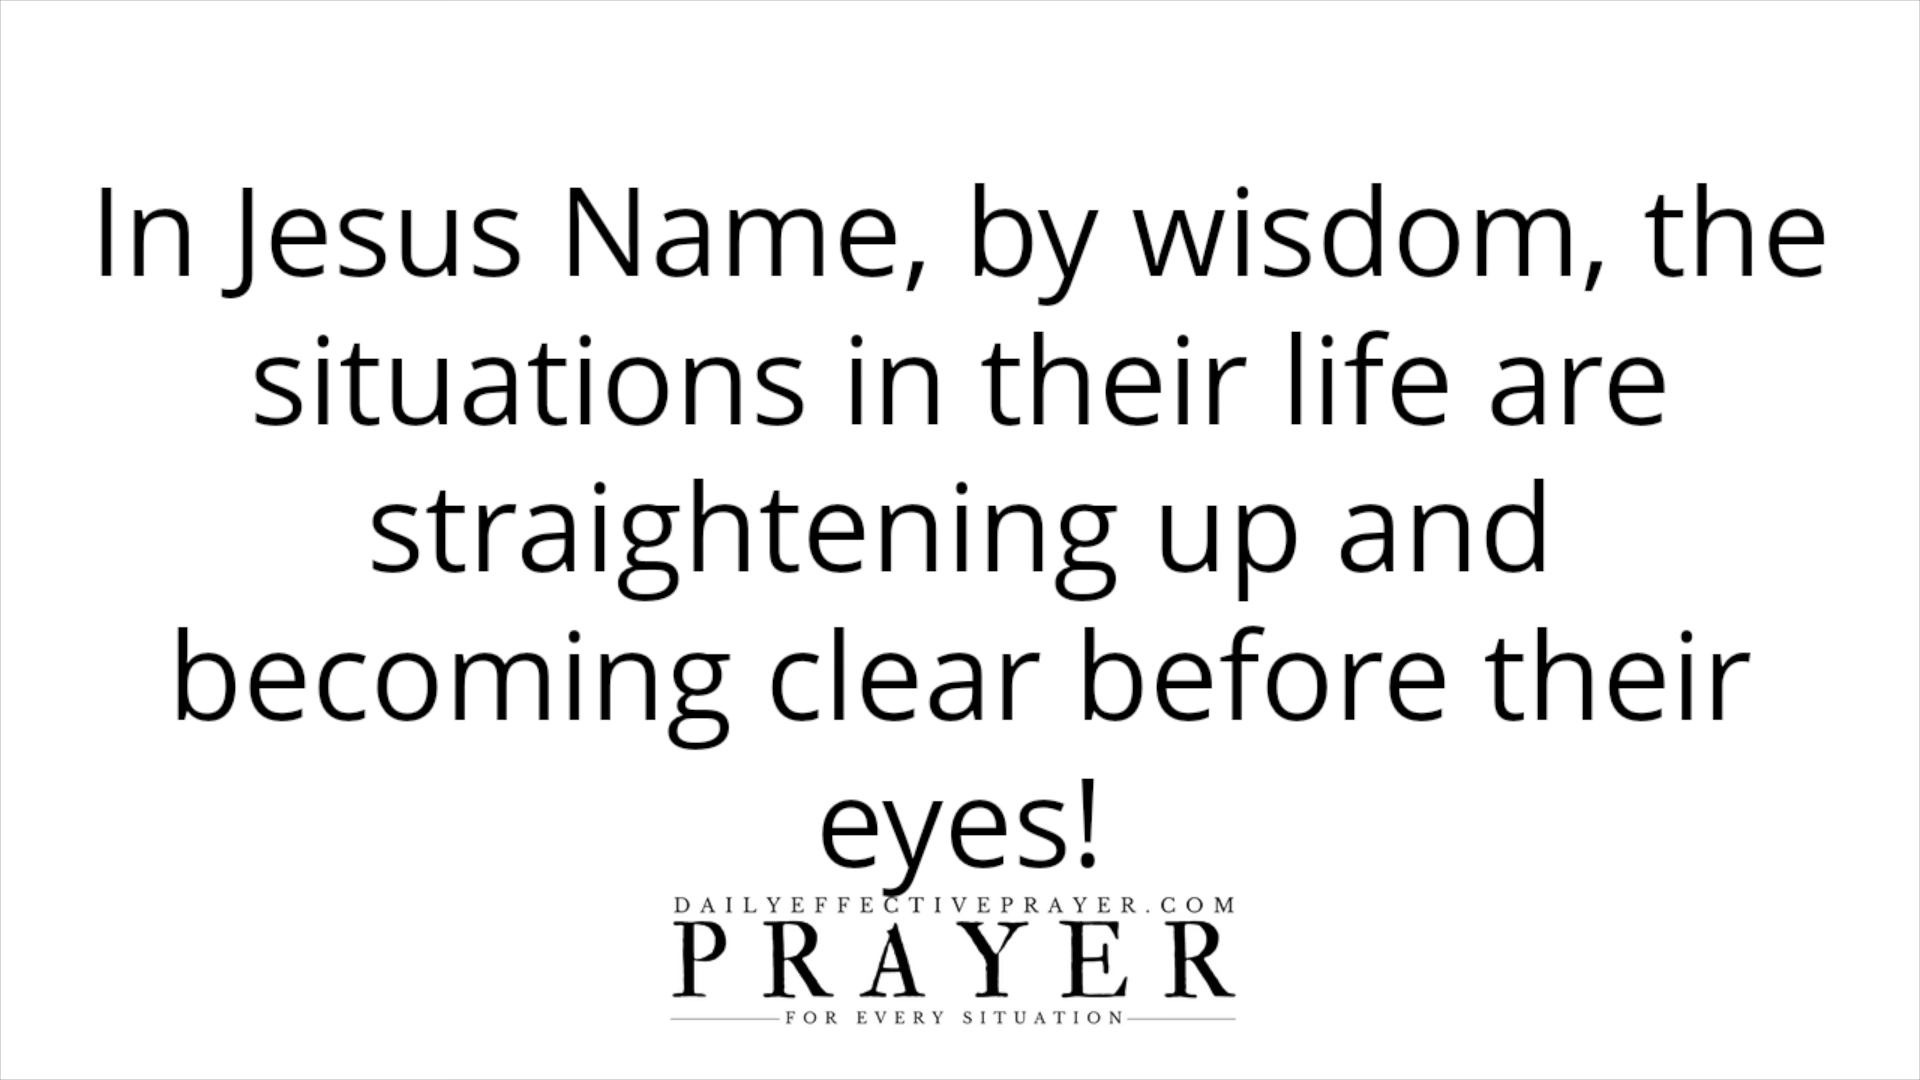 In Jesus Name, by wisdom, the
situations in their life are
straightening up and
becoming clear before their
eyes!
DAILYEFFECTIVEPRAYER.COM
PRAYER
FOR EVERY SITUATION